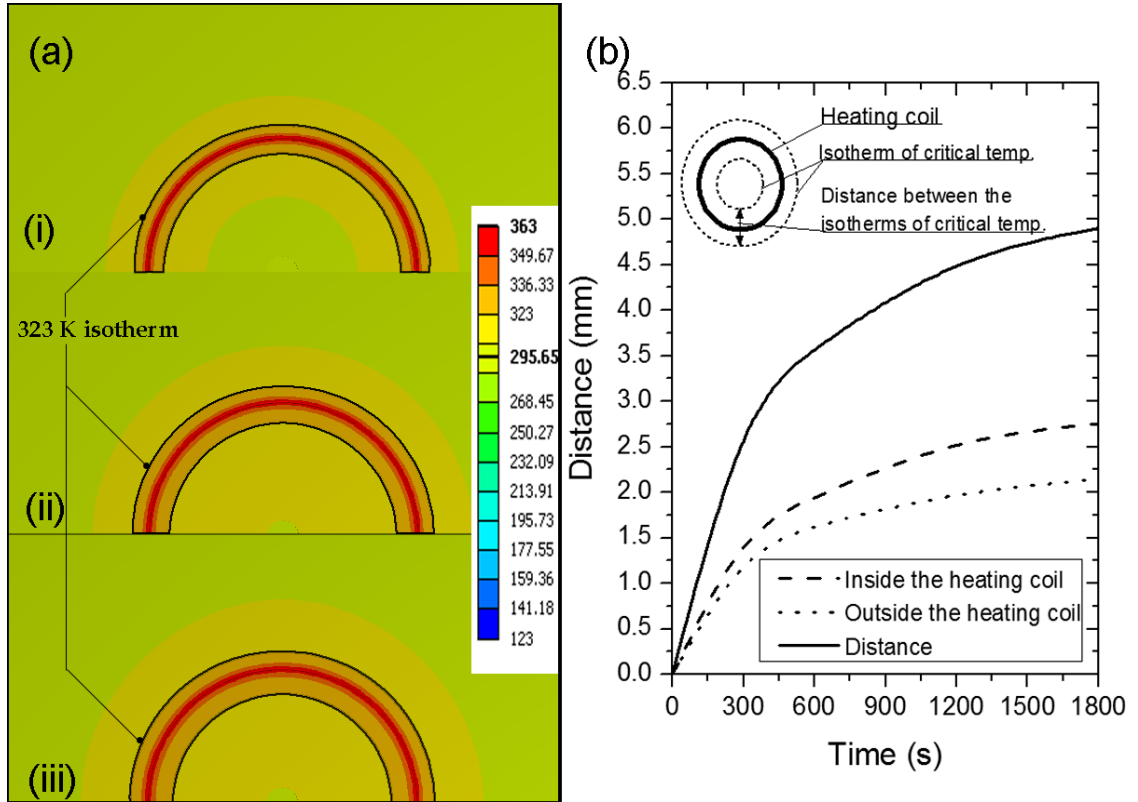 (a)
(i)
323 K isotherm
(ii)
(iii)
363
349.67
336.33
323
295.65
268.45
250.27
232.09
213.91
195.73
177.55
159.36
141.18
123
(b)
Heating coil
Isotherm of critical temp.
Distance between the
isotherms of critical temp.
Distance (mm)
6.5
6.0
5.5
5.0
4.5
4.0
3.5
3.0
2.5
2.0
1.5
1.0
0.5
0.0
Inside the heating coil
Outside the heating coil
Distance
0 300 600 900 1200 1500 1800
Time (s)